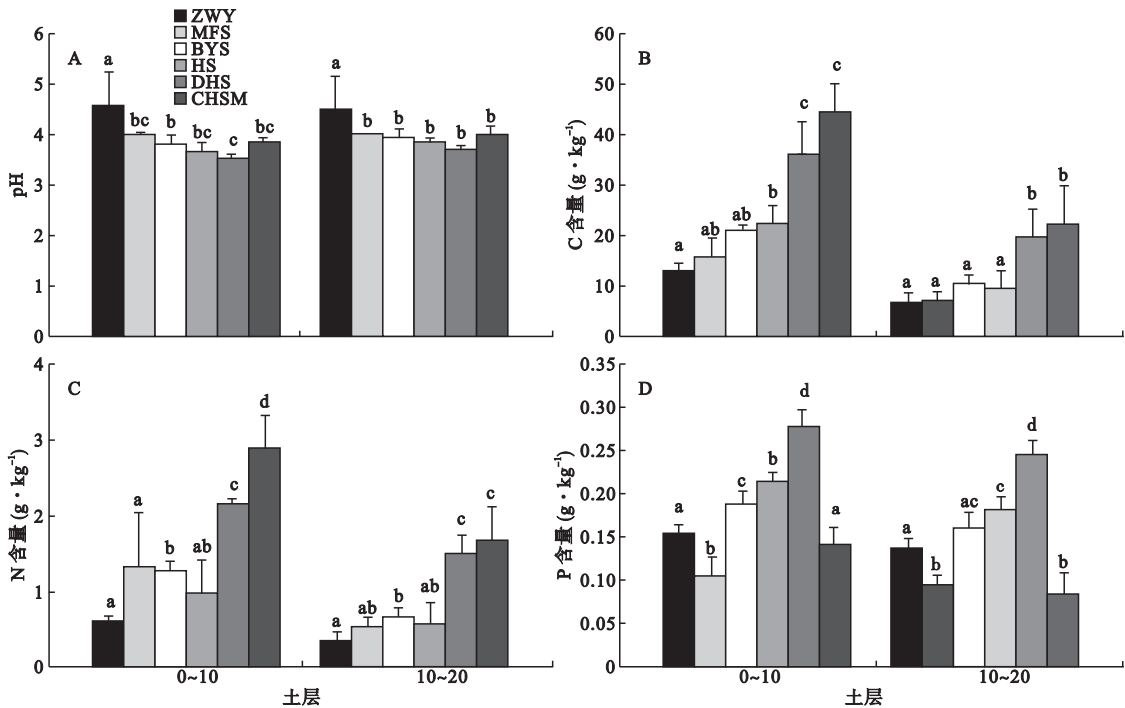 ZWY
MFS
BYS
HS
DHS
CHSM
A
6
5
4
3
2
1
0
pH
a
bc
b
bc
c
bc
a
b
b
b
b
b
B
60
50
40
30
20
10
0
C 含量 (g·kg⁻¹)
a
ab
ab
b
c
c
a
a
a
a
b
b
C
4
3
2
1
0
N 含量 (g·kg⁻¹)
a
a
b
ab
c
d
a
ab
b
ab
c
c
0~10
10~20
土层
D
0.35
0.30
0.25
0.20
0.15
0.10
0.05
0
P 含量 (g·kg⁻¹)
a
b
c
b
d
a
a
b
ac
c
d
b
0~10
10~20
土层